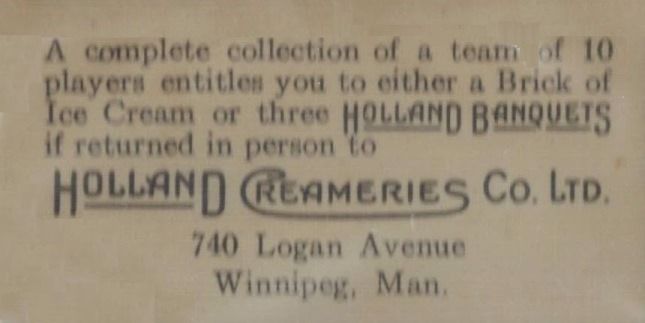 A complete collection of a team of 10
players entitles you to either a Brick of
Ice Cream or three HOLLAND BANQUETS
if returned in person to
HOLLAND CREAMERIES CO. LTD.
740 Logan Avenue
Winnipeg, Man.